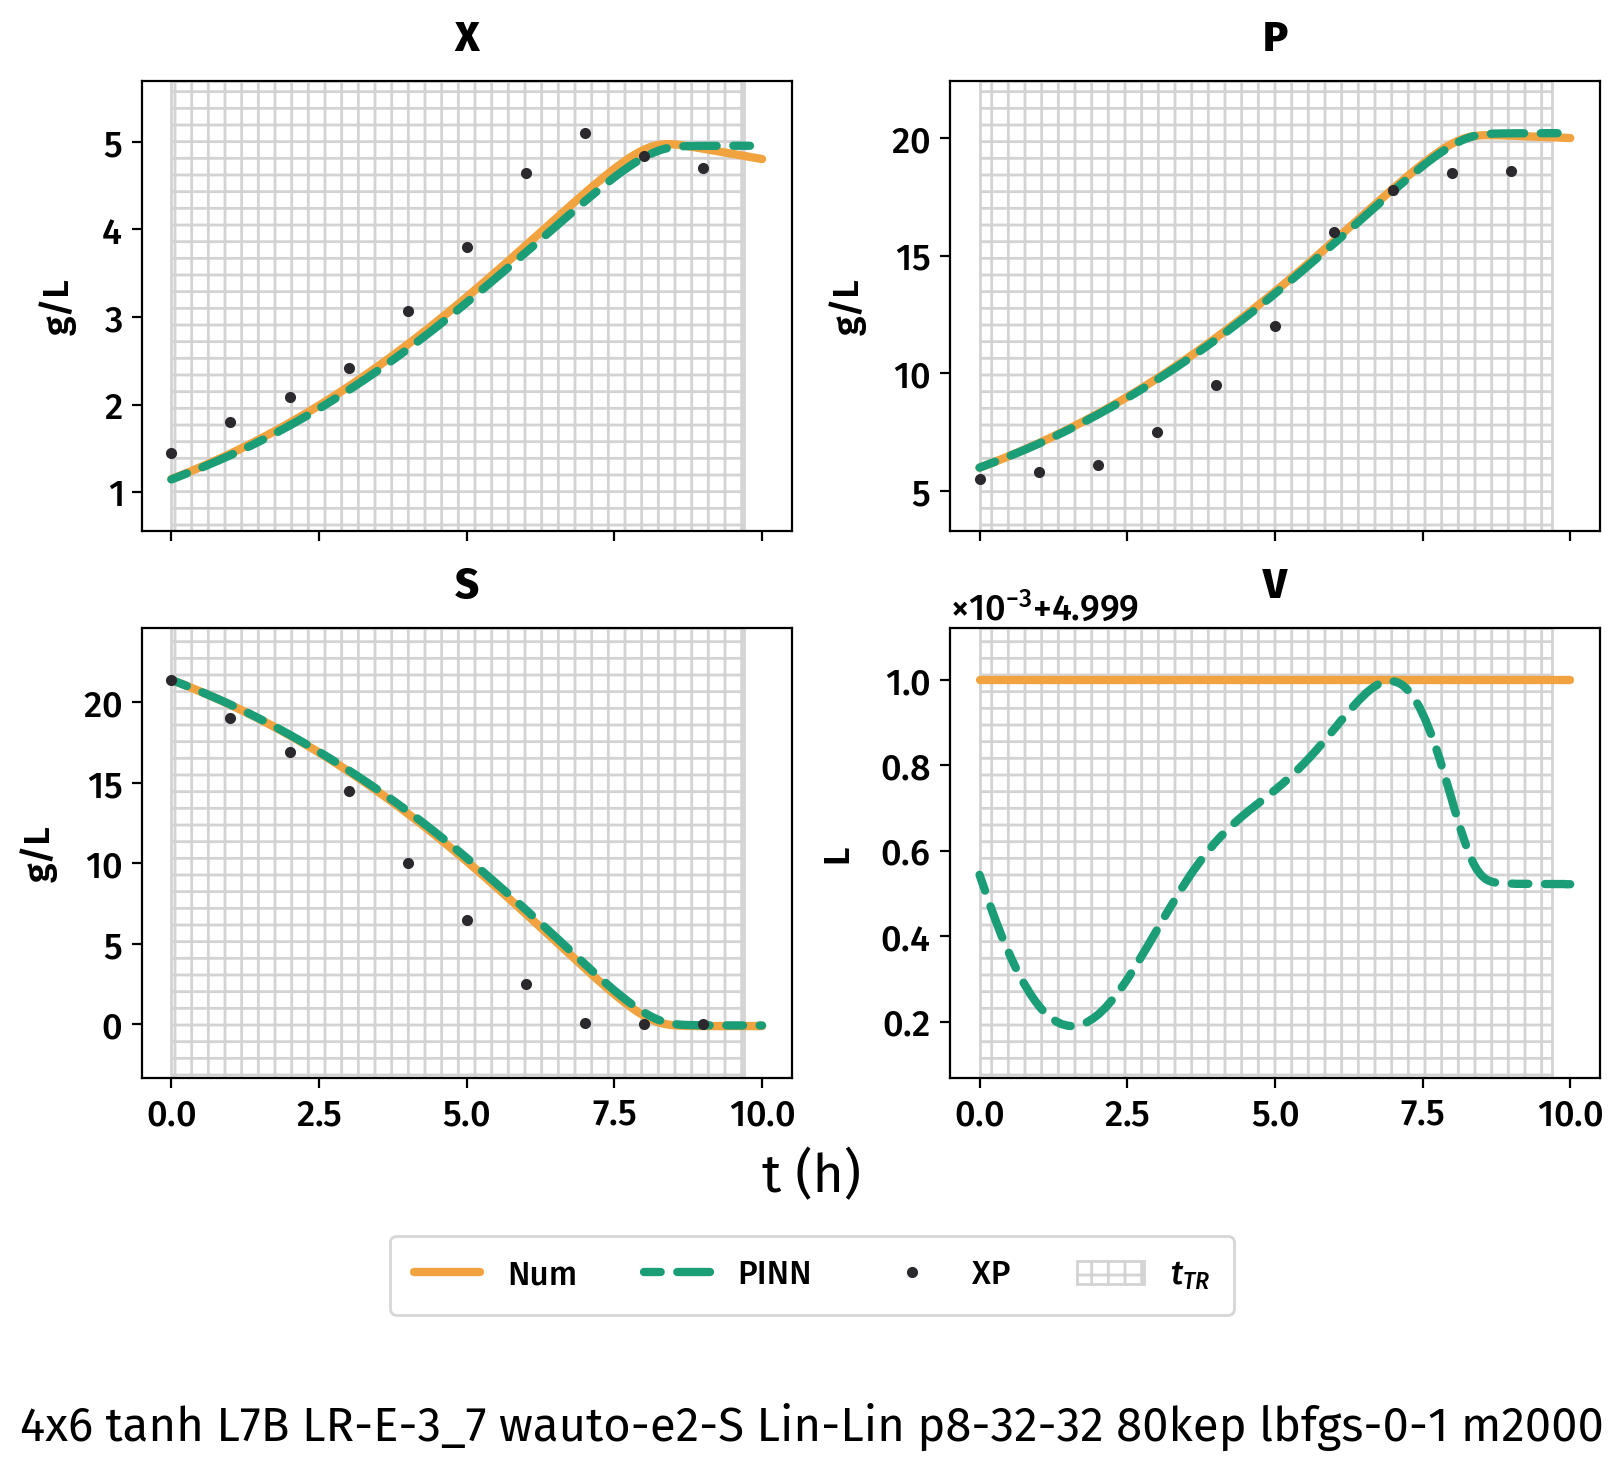 X
P
g/L
5
4
3
2
1
g/L
20
15
10
5
S
V
×10⁻³+4.999
g/L
20
15
10
5
0
L
1.0
0.8
0.6
0.4
0.2
0.0 2.5 5.0 7.5 10.0
0.0 2.5 5.0 7.5 10.0
t (h)
Num PINN XP tTR
4x6 tanh L7B LR-E-3_7 wauto-e2-S Lin-Lin p8-32-32 80kep lbfgs-0-1 m2000